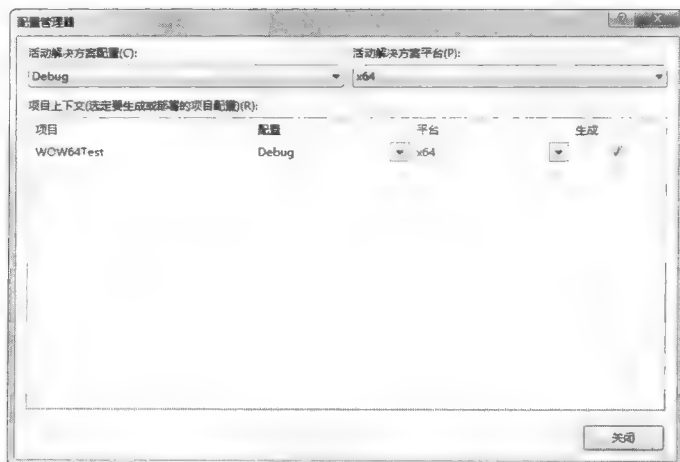 配置管理器
活动解决方案配置(C):
活动解决方案平台(P):
Debug
x64
项目上下文(选定要生成或部署的项目配置)(R):
项目 配置 平台 生成
WOW64Test Debug x64
关闭